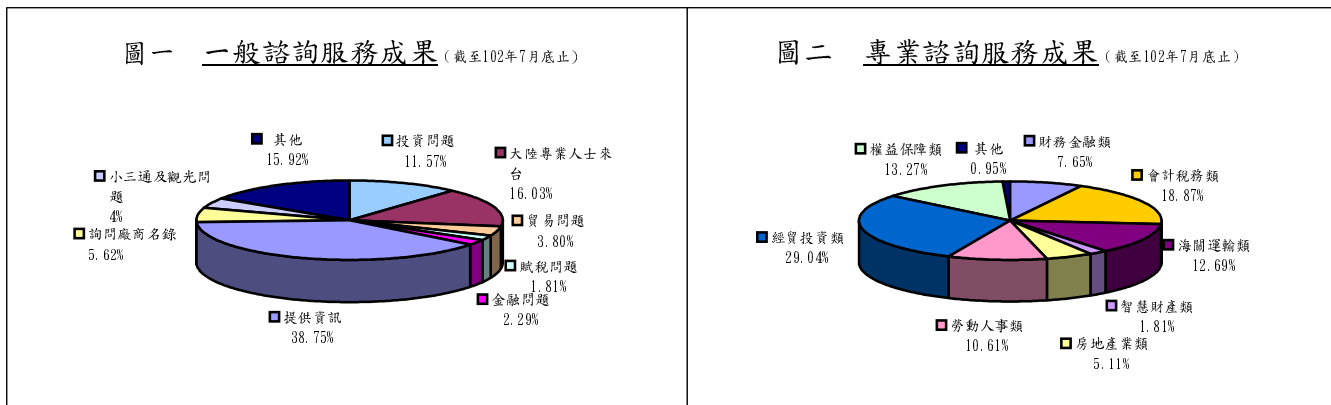 圖一 一般諮詢服務成果(截至102年7月底止)
其他
15.92%
投資問題
11.57%
大陸專業人士來
台
16.03%
貿易問題
3.80%
賦稅問題
1.81%
金融問題
2.29%
提供資訊
38.75%
詢問廠商名錄
5.62%
小三通及觀光問
題
4%
圖二 專業諮詢服務成果(截至102年7月底止)
權益保障類
13.27%
其他
0.95%
財務金融類
7.65%
會計稅務類
18.87%
海關運輸類
12.69%
智慧財產類
1.81%
房地產業類
5.11%
勞動人事類
10.61%
經貿投資類
29.04%